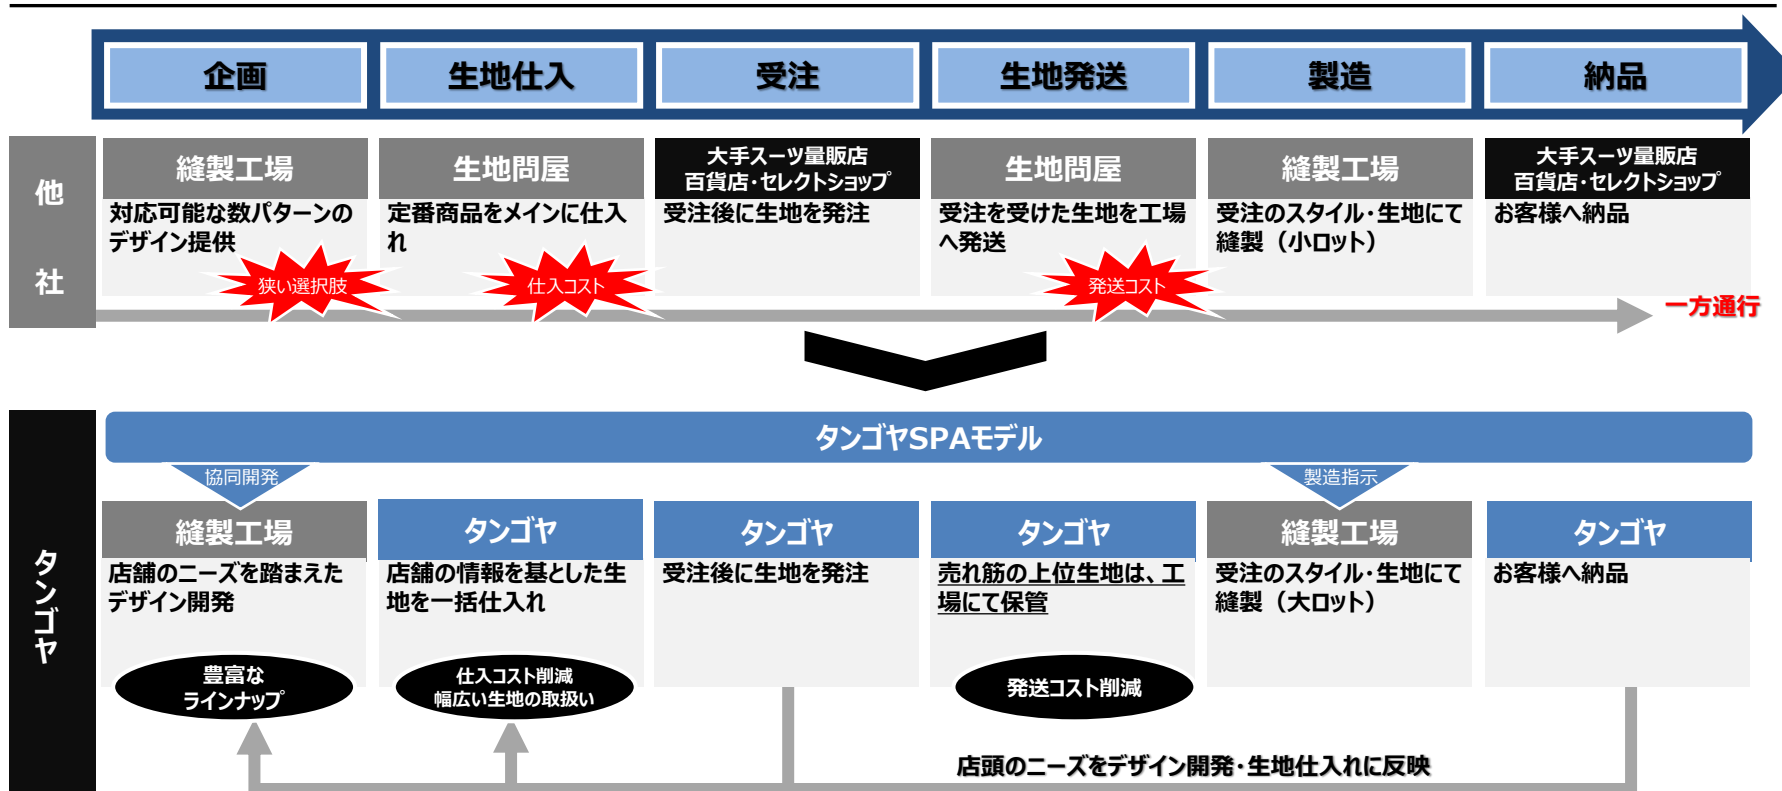 企画
生地仕入
受注
生地発送
製造
納品
他社
縫製工場
対応可能な数パターンの
デザイン提供
狭い選択肢
生地問屋
定番商品をメインに仕入
れ
仕入コスト
大手スーツ量販店
百貨店・セレクトショップ
受注後に生地を発注
生地問屋
受注を受けた生地を工場
へ発送
発送コスト
縫製工場
受注のスタイル・生地にて
縫製（小ロット）
大手スーツ量販店
百貨店・セレクトショップ
お客様へ納品
一方通行
タンゴヤ
タンゴヤSPAモデル
協同開発
製造指示
縫製工場
店舗のニーズを踏まえた
デザイン開発
豊富な
ラインナップ
タンゴヤ
店舗の情報を基とした生
地を一括仕入れ
仕入コスト削減
幅広い生地の取扱い
タンゴヤ
受注後に生地を発注
タンゴヤ
売れ筋の上位生地は、工
場にて保管
発送コスト削減
縫製工場
受注のスタイル・生地にて
縫製（大ロット）
タンゴヤ
お客様へ納品
店頭のニーズをデザイン開発・生地仕入れに反映